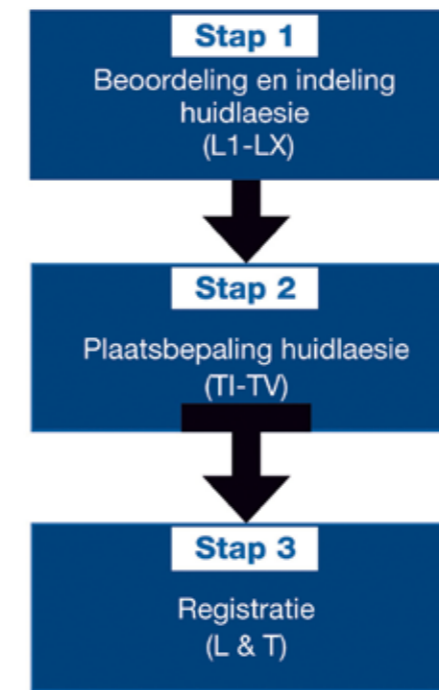 Stap 1
Beoordeling en indeling
huidlaesie
(L1-LX)
Stap 2
Plaatsbepaling huidlaesie
(TI-TV)
Stap 3
Registratie
(L & T)